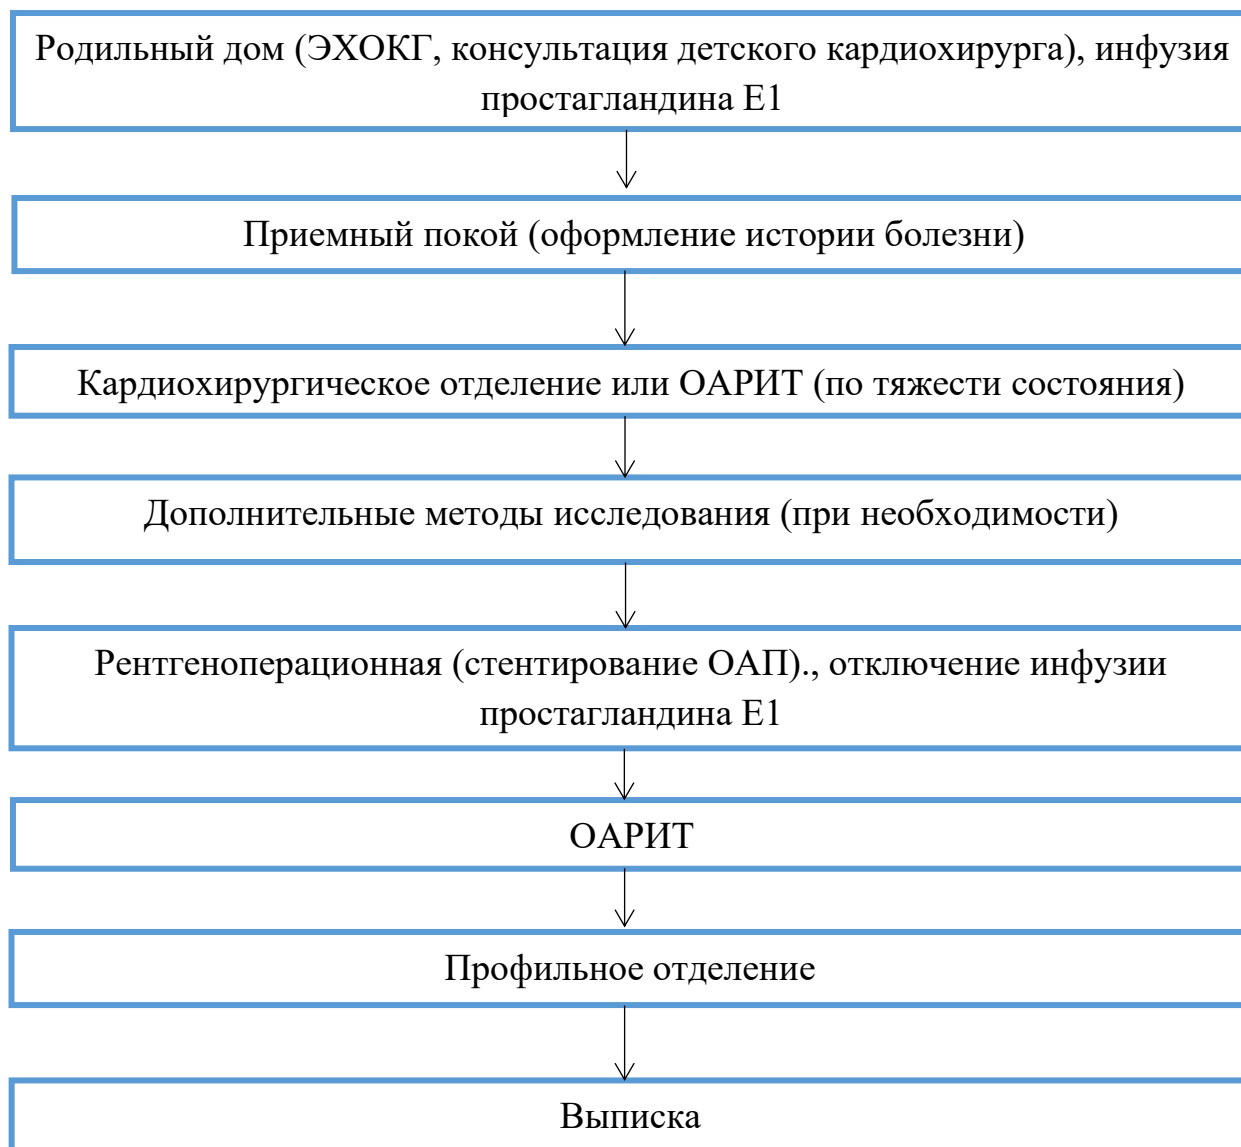 Родильный дом (ЭХОКГ, консультация детского кардиохирурга), инфузия
простагландина Е1
Приемный покой (оформление истории болезни)
Кардиохирургическое отделение или ОАРИТ (по тяжести состояния)
Дополнительные методы исследования (при необходимости)
Рентгеноперационная (стентирование ОАП)., отключение инфузии
простагландина Е1
ОАРИТ
Профильное отделение
Выписка